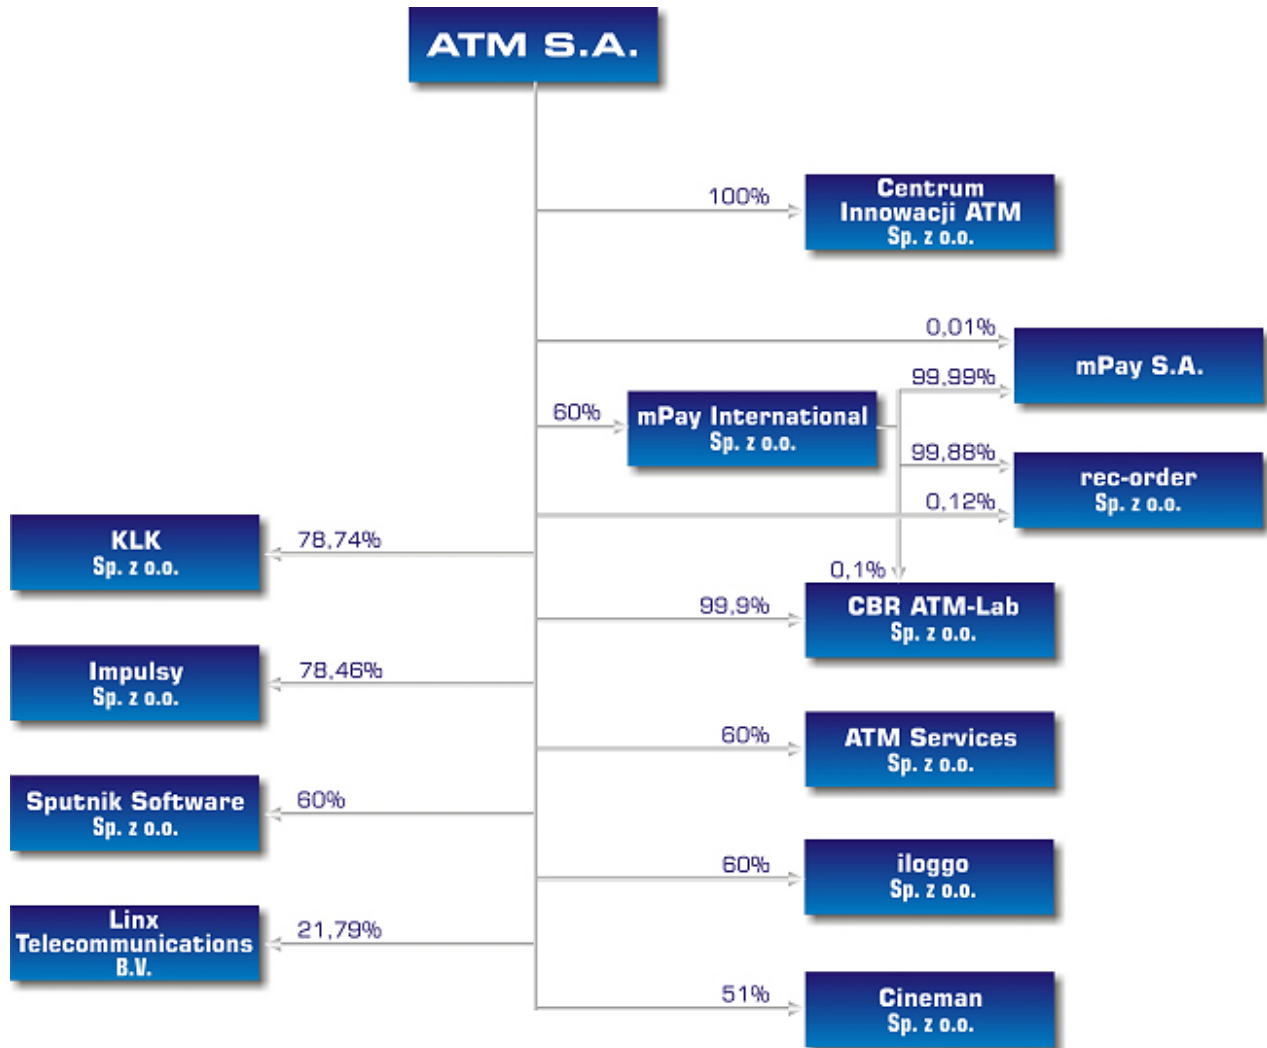 ATM S.A.
100%
Centrum
Innowacji ATM
Sp. z o.o.
0,01%
mPay S.A.
99,99%
60%
mPay International
Sp. z o.o.
99,88%
rec-order
Sp. z o.o.
0,12%
KLK
Sp. z o.o.
78,74%
0,1%
99,9%
CBR ATM-Lab
Sp. z o.o.
Impulsy
Sp. z o.o.
78,46%
60%
ATM Services
Sp. z o.o.
Sputnik Software
Sp. z o.o.
60%
60%
iloggo
Sp. z o.o.
Linx
Telecommunications
B.V.
21,79%
51%
Cineman
Sp. z o.o.